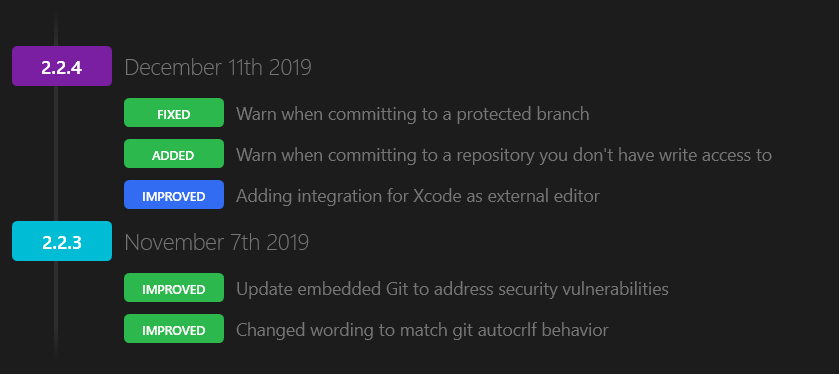 2.2.4 December 11th 2019
FIXED Warn when committing to a protected branch
ADDED Warn when committing to a repository you don't have write access to
IMPROVED Adding integration for Xcode as external editor
2.2.3 November 7th 2019
IMPROVED Update embedded Git to address security vulnerabilities
IMPROVED Changed wording to match git autocrlf behavior